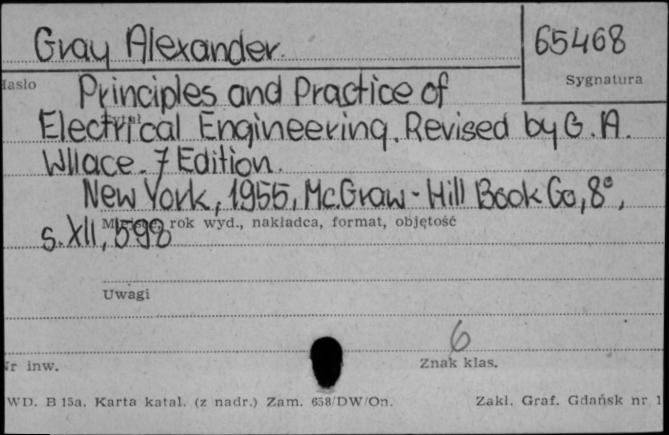 Gray Alexander. 65468
Hasło Sygnatura
Principles and Practice of
Tytuł
Electrical Engineering. Revised by G. A.
Wllace. 7 Edition.
New York, 1955, Mc.Graw-Hill Book Co, 8°,
Miejsce, rok wyd., nakładca, format, objętość
s. XII, 598
Uwagi
6
Nr inw. Znak klas.
WD. B 15a. Karta katal. (z nadr.) Zam. 658/DW/On. Zakł. Graf. Gdańsk nr 1